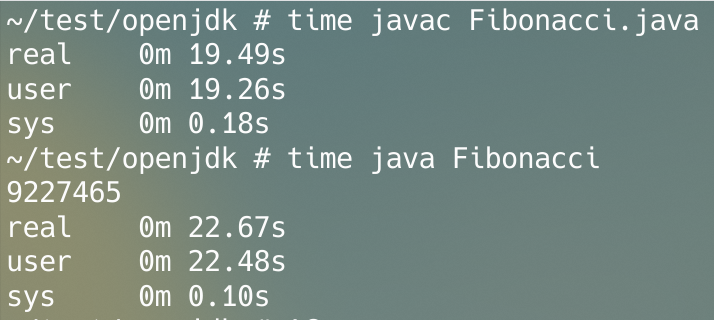 ~/test/openjdk # time javac Fibonacci.java
real    0m 19.49s
user    0m 19.26s
sys     0m 0.18s
~/test/openjdk # time java Fibonacci
9227465
real    0m 22.67s
user    0m 22.48s
sys     0m 0.10s